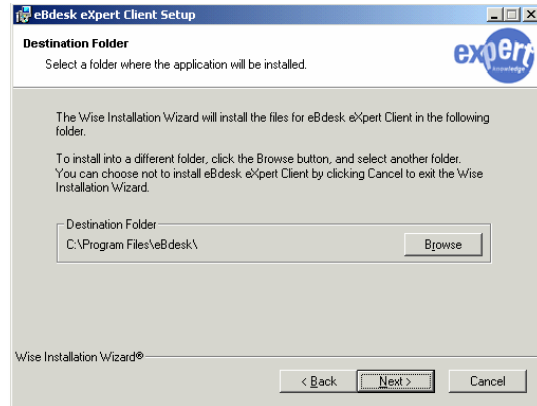 eBdesk eXpert Client Setup
Destination Folder
Select a folder where the application will be installed.
expert
knowledge
The Wise Installation Wizard will install the files for eBdesk eXpert Client in the following
folder.
To install into a different folder, click the Browse button, and select another folder.
You can choose not to install eBdesk eXpert Client by clicking Cancel to exit the Wise
Installation Wizard.
Destination Folder
C:\Program Files\eBdesk\
Browse
Wise Installation Wizard®
< Back
Next >
Cancel